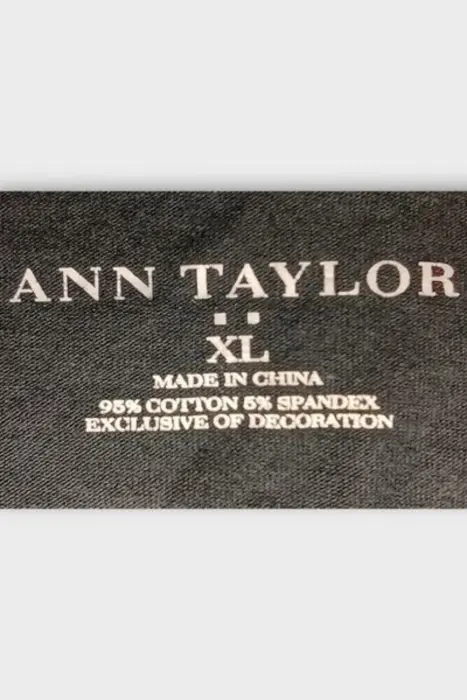 ANN TAYLOR
XL
MADE IN CHINA
95% COTTON 5% SPANDEX
EXCLUSIVE OF DECORATION